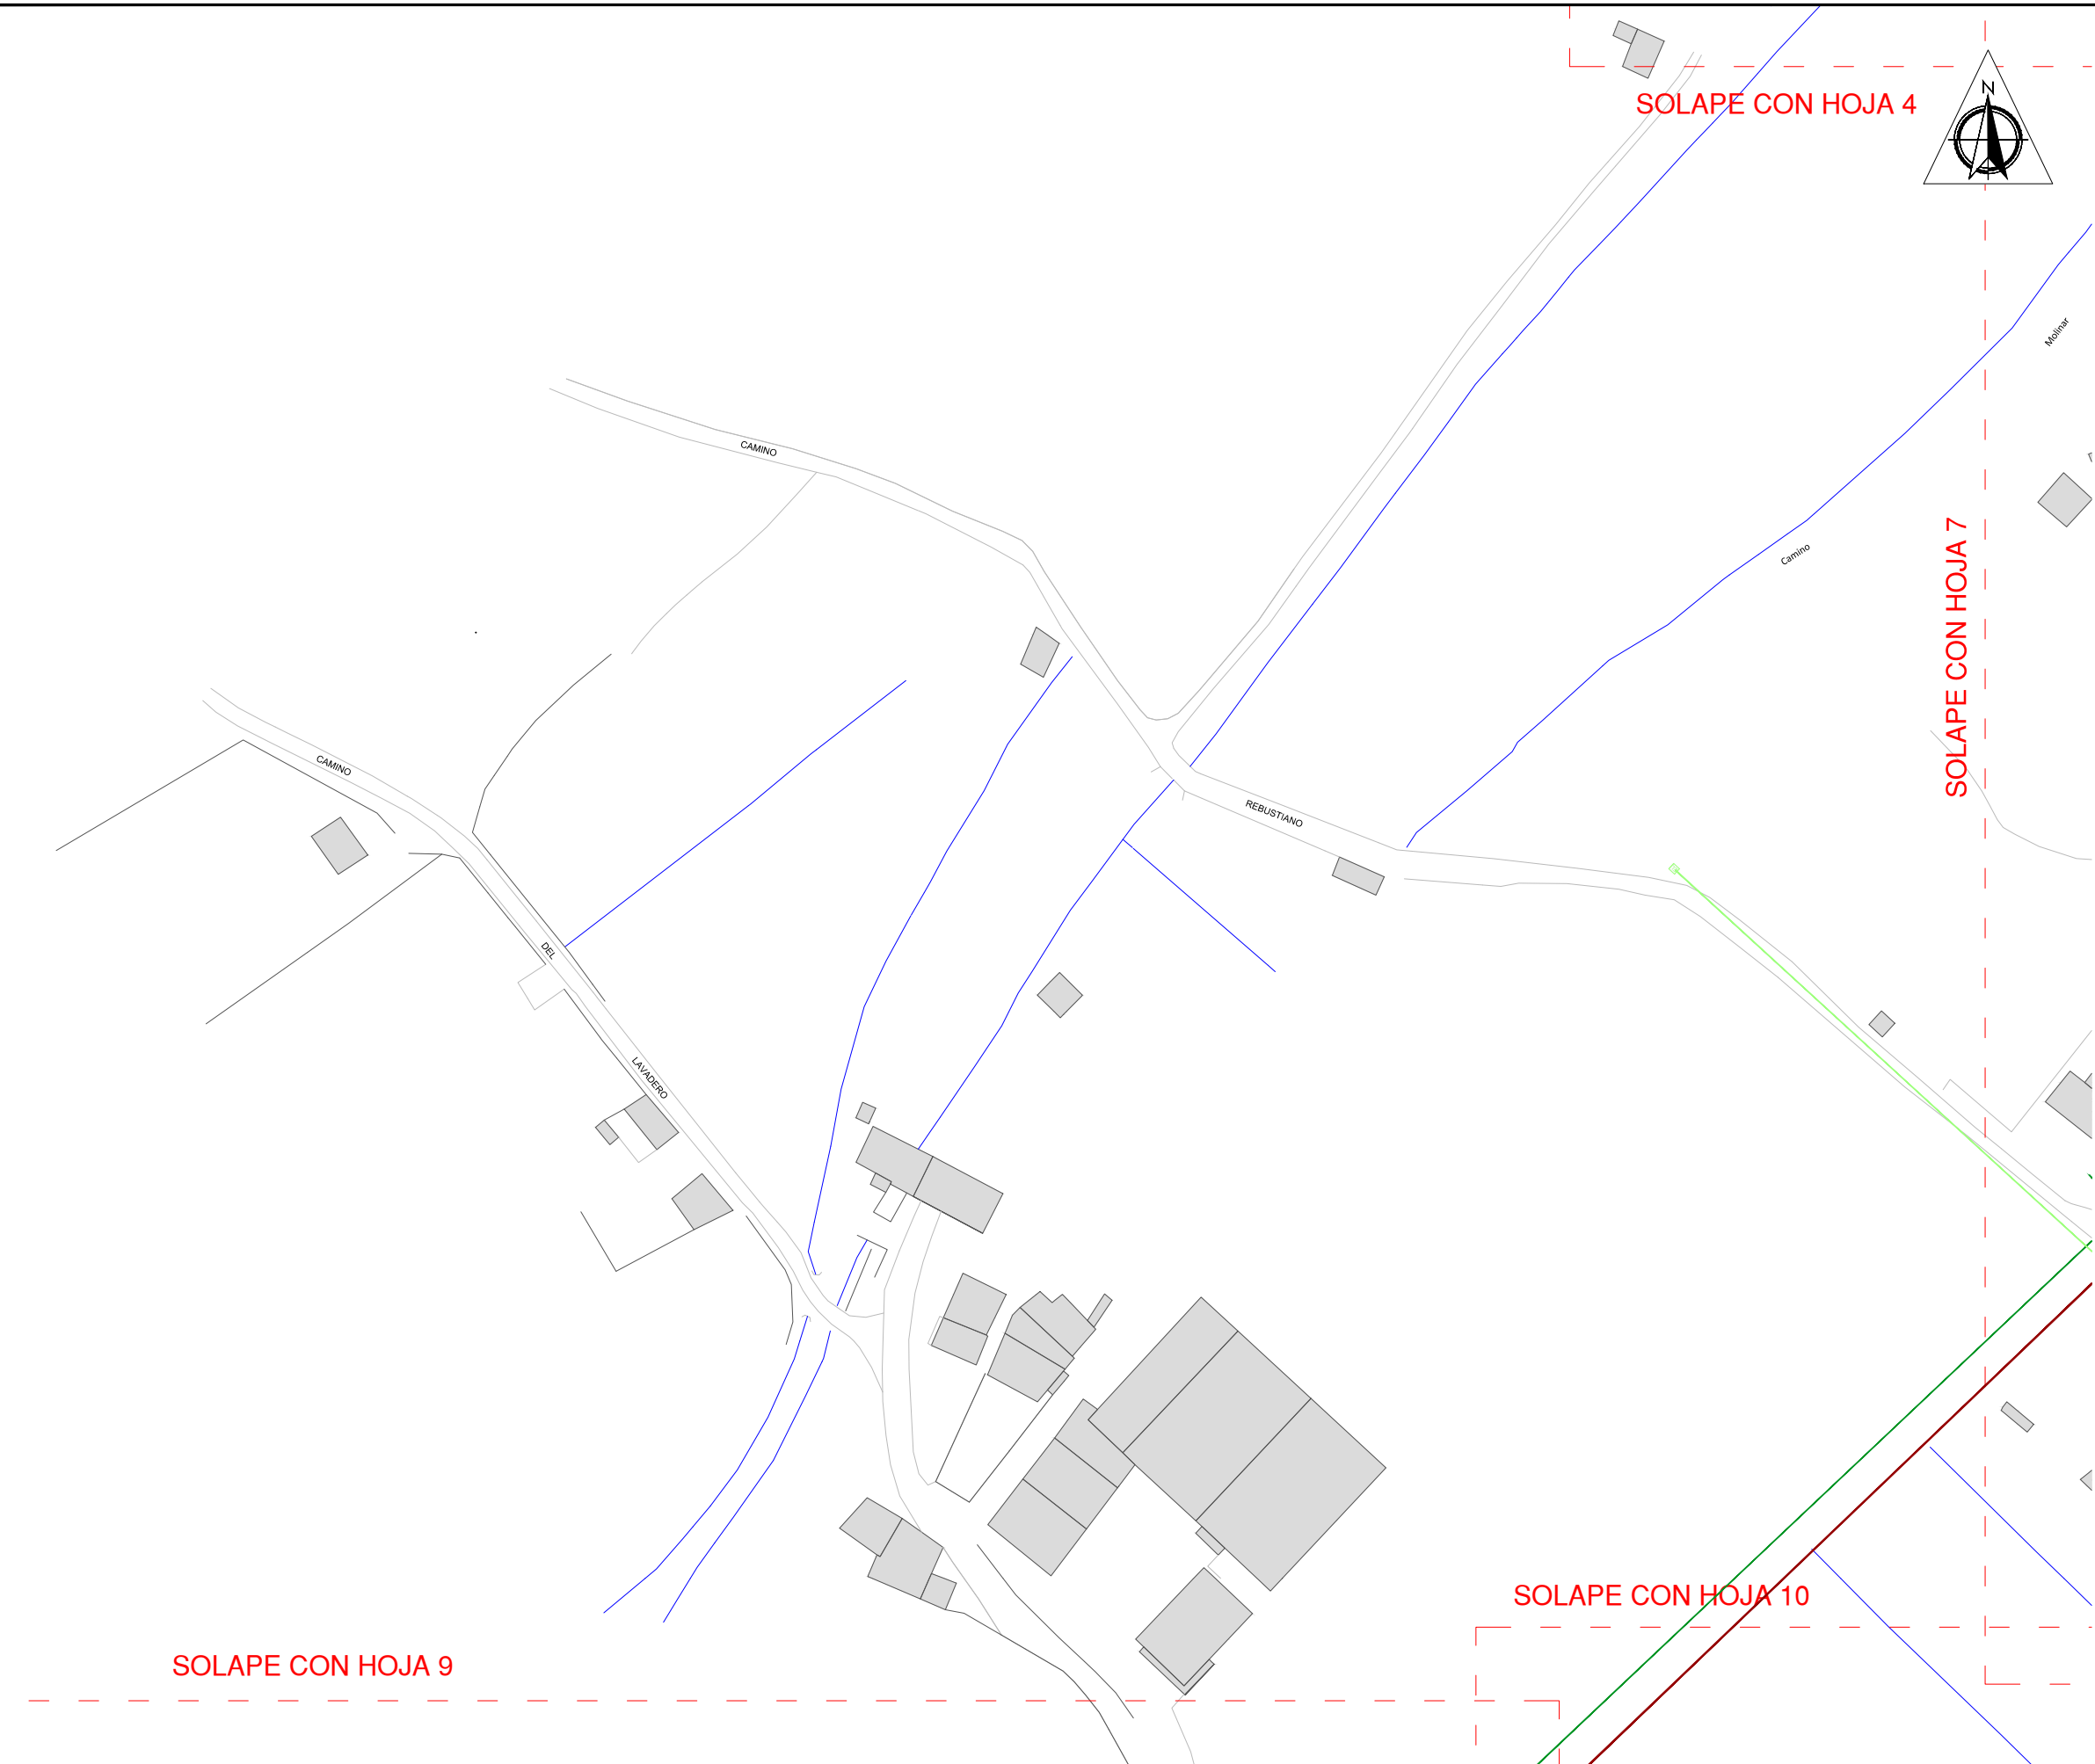 N
SOLAPE CON HOJA 4
Molinar
CAMINO
Camino
SOLAPE CON HOJA 7
CAMINO
REBUSTIANO
DEL
LAVADERO
SOLAPE CON HOJA 10
SOLAPE CON HOJA 9